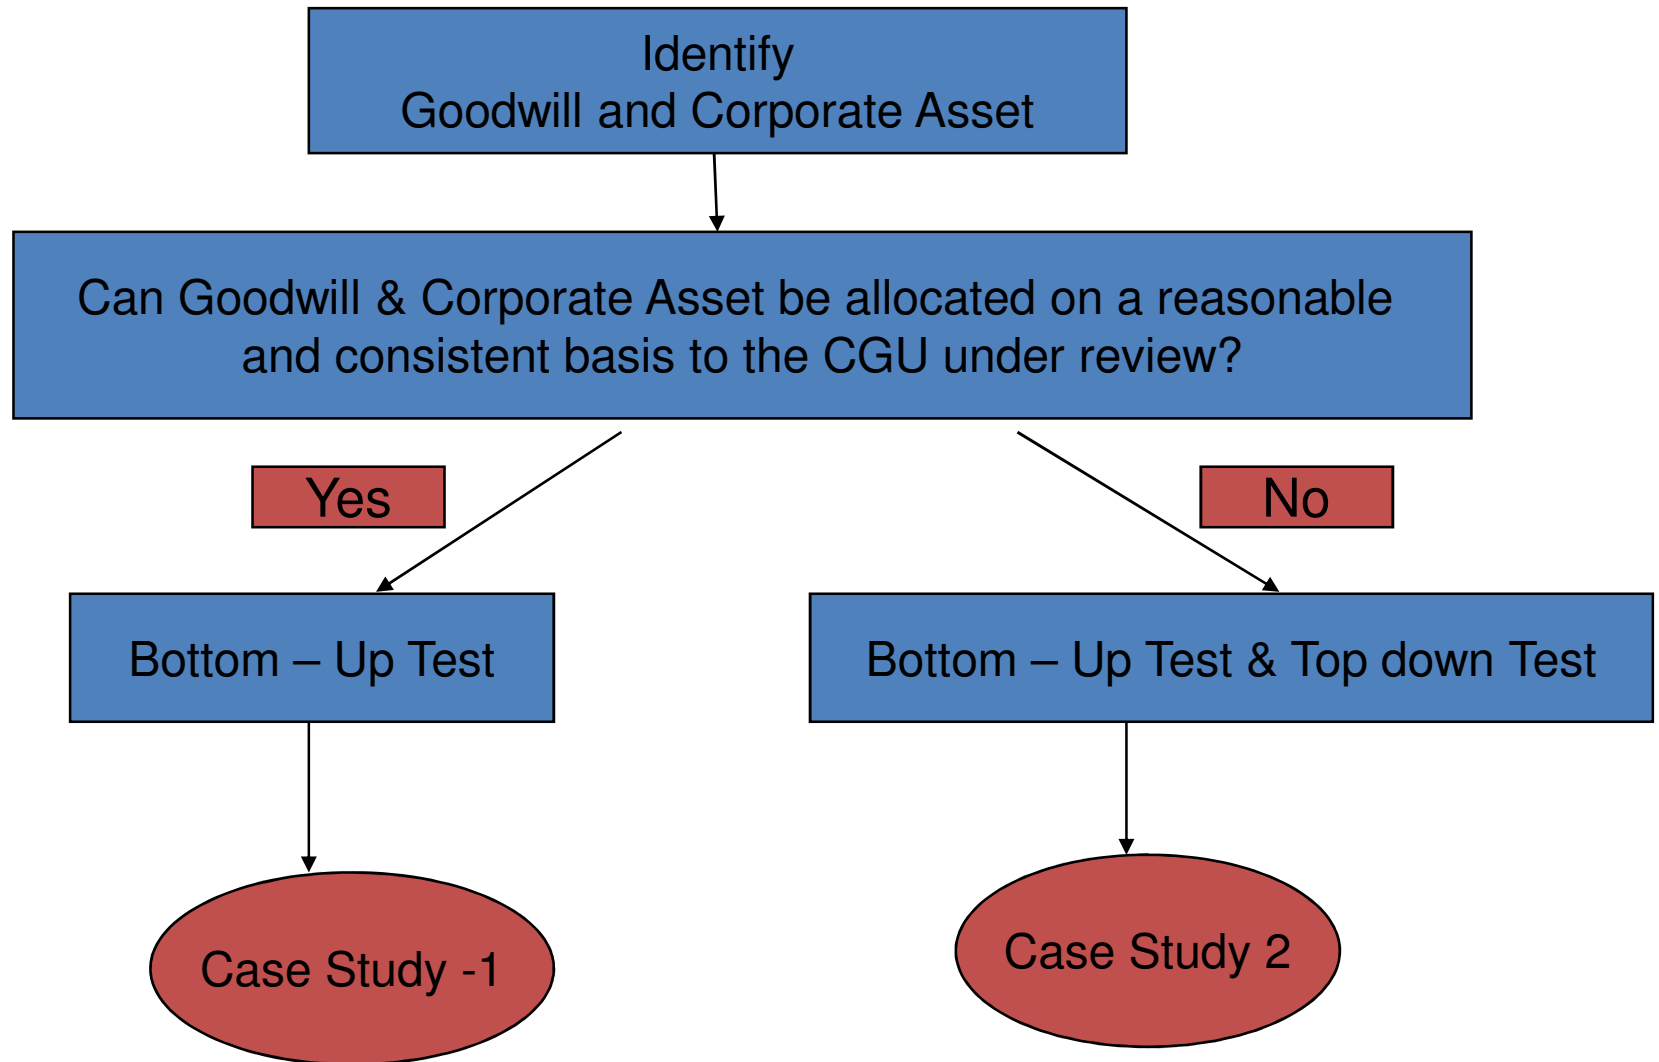 Identify
Goodwill and Corporate Asset
Can Goodwill & Corporate Asset be allocated on a reasonable
and consistent basis to the CGU under review?
Yes
No
Bottom – Up Test
Bottom – Up Test & Top down Test
Case Study -1
Case Study 2